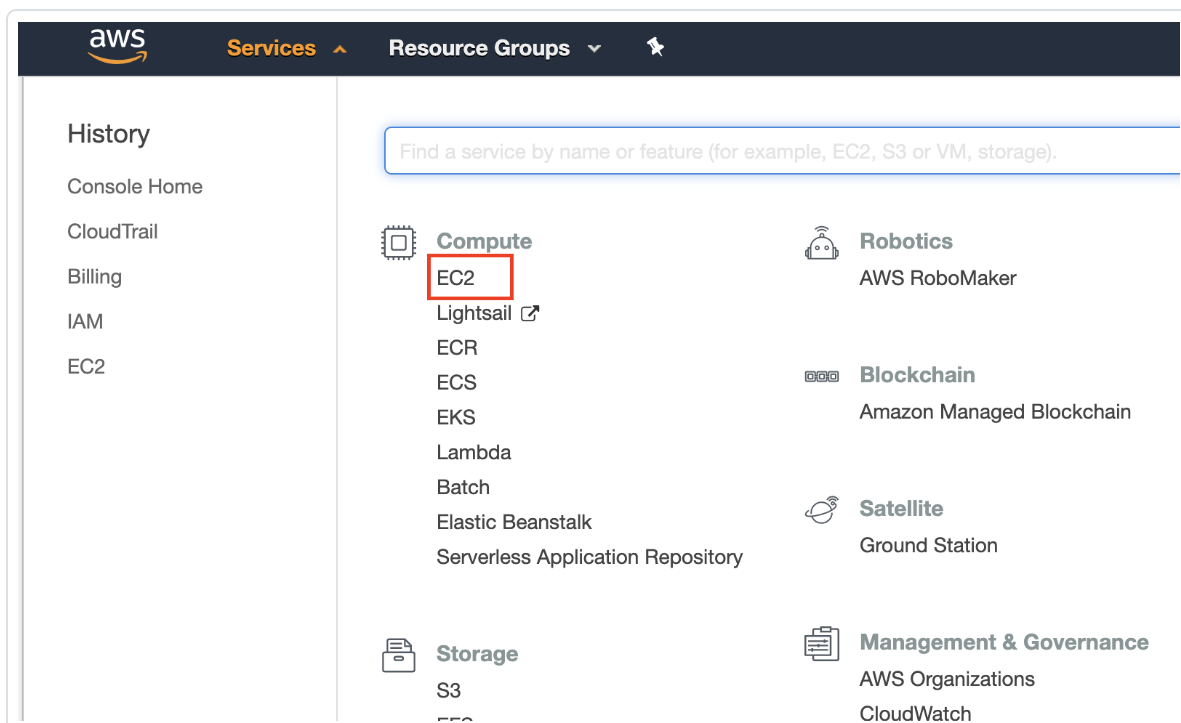 aws
Services
Resource Groups
History
Console Home
CloudTrail
Billing
IAM
EC2
Find a service by name or feature (for example, EC2, S3 or VM, storage).
Compute
EC2
Lightsail
ECR
ECS
EKS
Lambda
Batch
Elastic Beanstalk
Serverless Application Repository
Storage
S3
Robotics
AWS RoboMaker
Blockchain
Amazon Managed Blockchain
Satellite
Ground Station
Management & Governance
AWS Organizations
CloudWatch